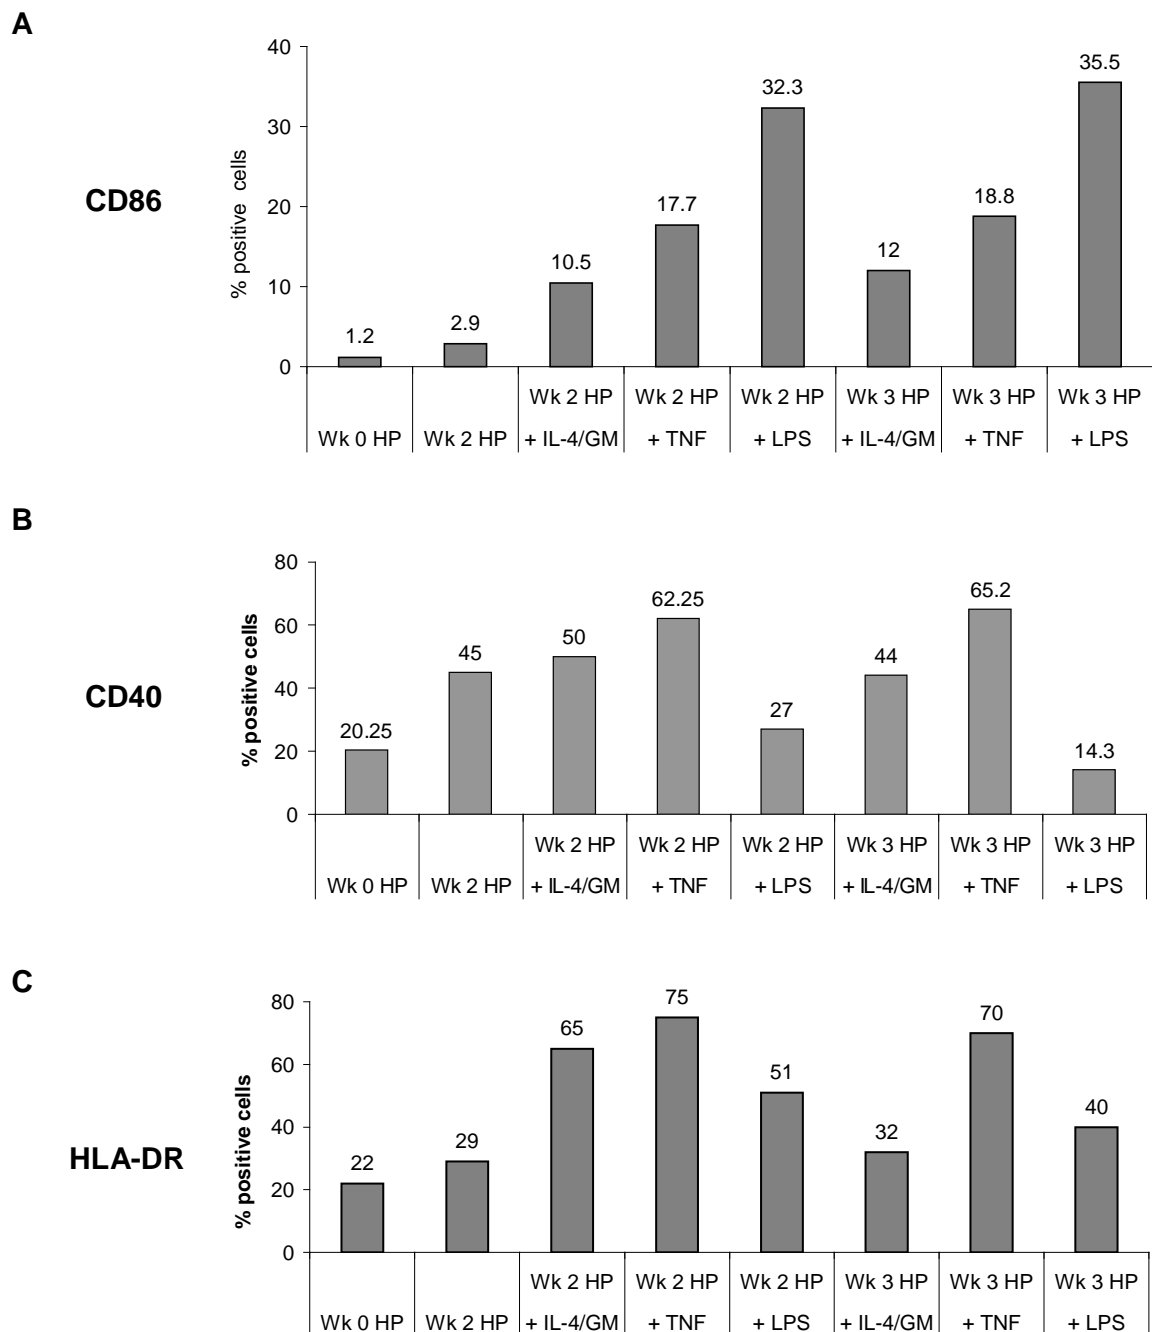 A
CD86
% positive cells
40
30
20
10
0
1.2
2.9
10.5
17.7
32.3
12
18.8
35.5
Wk 2 HP Wk 2 HP Wk 2 HP Wk 3 HP Wk 3 HP Wk 3 HP
Wk 0 HP Wk 2 HP + IL-4/GM + TNF + LPS + IL-4/GM + TNF + LPS
B
CD40
% positive cells
80
60
40
20
0
20.25
45
50
62.25
27
44
65.2
14.3
Wk 2 HP Wk 2 HP Wk 2 HP Wk 3 HP Wk 3 HP Wk 3 HP
Wk 0 HP Wk 2 HP + IL-4/GM + TNF + LPS + IL-4/GM + TNF + LPS
C
HLA-DR
% positive cells
80
60
40
20
0
22
29
65
75
51
32
70
40
Wk 2 HP Wk 2 HP Wk 2 HP Wk 3 HP Wk 3 HP Wk 3 HP
Wk 0 HP Wk 2 HP + IL-4/GM + TNF + LPS + IL-4/GM + TNF + LPS